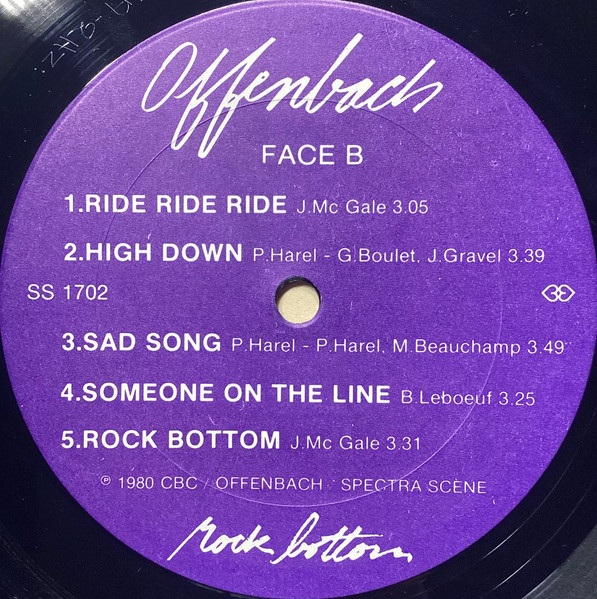 Offenbach
FACE B
1.RIDE RIDE RIDE J.Mc Gale 3.05
2.HIGH DOWN P.Harel - G.Boulet, J.Gravel 3.39
SS 1702
3.SAD SONG P.Harel - P.Harel, M.Beauchamp 3.49
4.SOMEONE ON THE LINE B.Leboeuf 3.25
5.ROCK BOTTOM J.Mc Gale 3.31
℗ 1980 CBC / OFFENBACH / SPECTRA SCENE
rock bottom